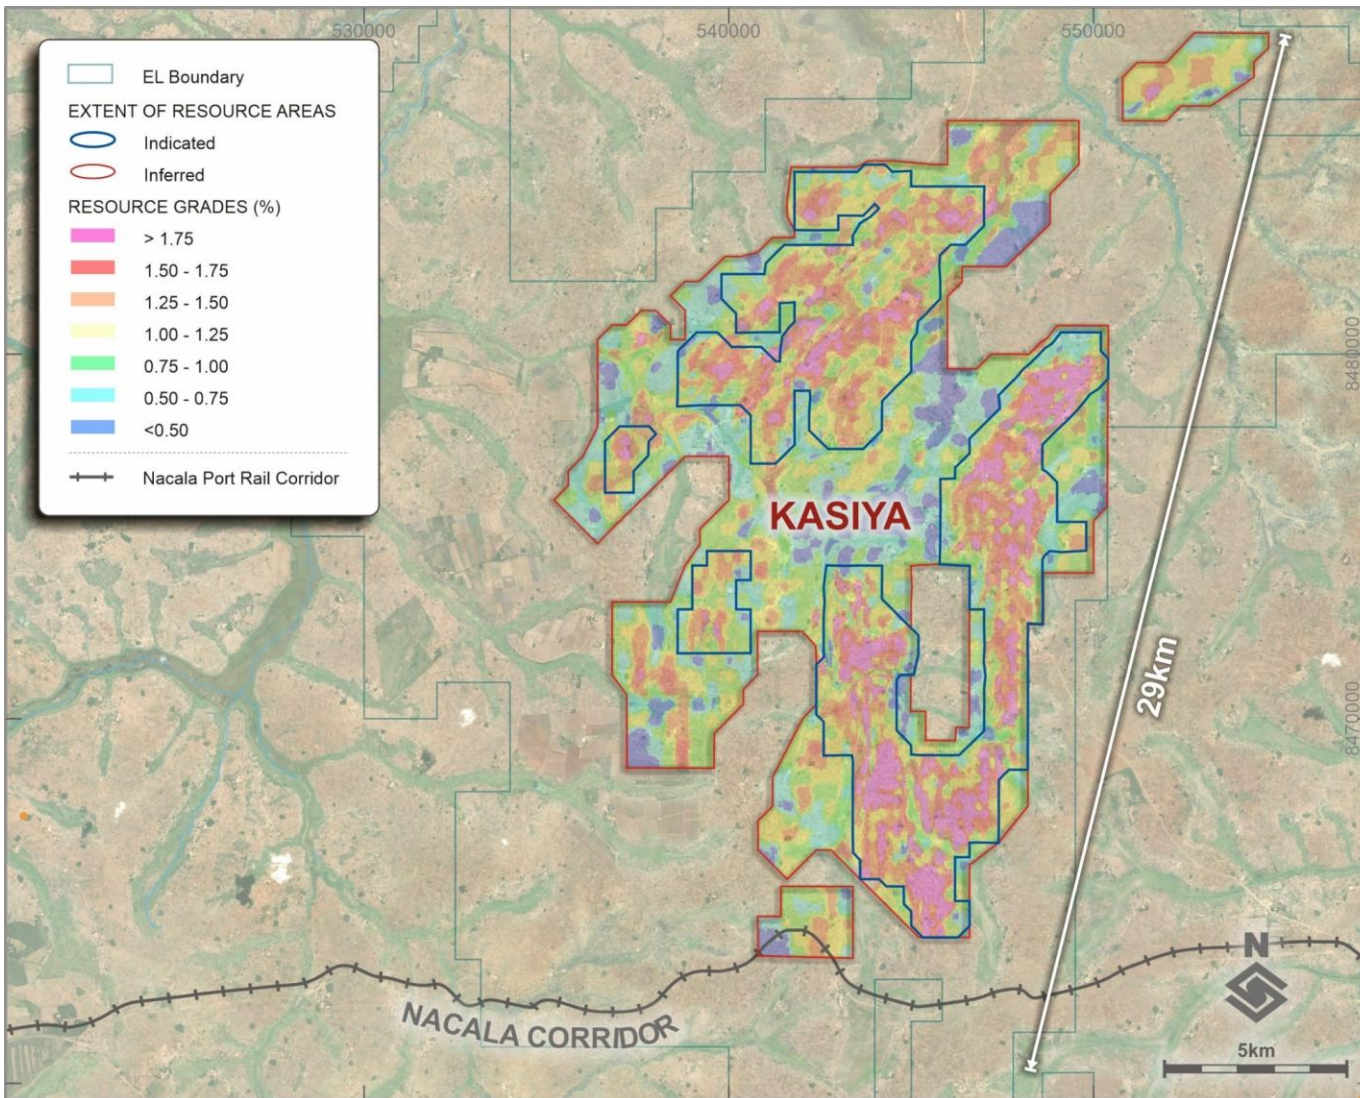 530000
540000
550000
EL Boundary
EXTENT OF RESOURCE AREAS
Indicated
Inferred
RESOURCE GRADES (%)
> 1.75
1.50 - 1.75
1.25 - 1.50
1.00 - 1.25
0.75 - 1.00
0.50 - 0.75
<0.50
Nacala Port Rail Corridor
8480000
KASIYA
29km
8470000
NACALA CORRIDOR
N
5km